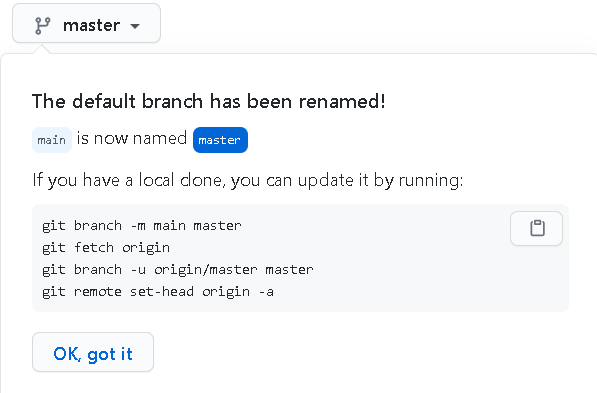 master
The default branch has been renamed!
main is now named master
If you have a local clone, you can update it by running:
git branch -m main master
git fetch origin
git branch -u origin/master master
git remote set-head origin -a
OK, got it